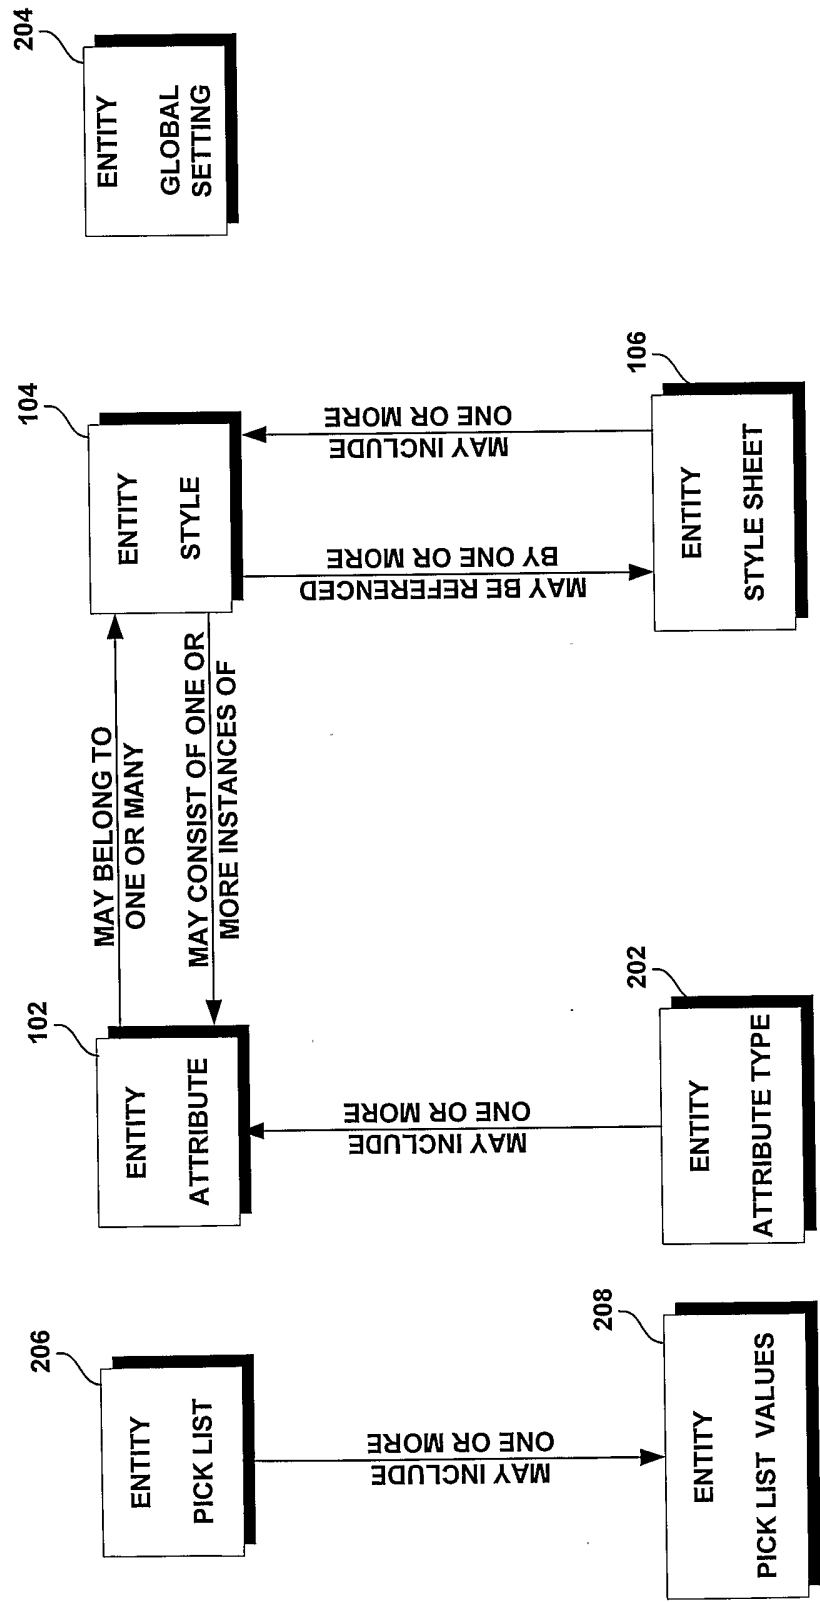 206
ENTITY
PICK LIST
102
ENTITY
ATTRIBUTE
MAY BELONG TO
ONE OR MANY
MAY CONSIST OF ONE OR
MORE INSTANCES OF
104
ENTITY
STYLE
204
ENTITY
GLOBAL
SETTING
MAY INCLUDE
ONE OR MORE
MAY INCLUDE
ONE OR MORE
MAY BE REFERENCED
BY ONE OR MORE
MAY INCLUDE
ONE OR MORE
208
ENTITY
PICK LIST VALUES
202
ENTITY
ATTRIBUTE TYPE
106
ENTITY
STYLE SHEET